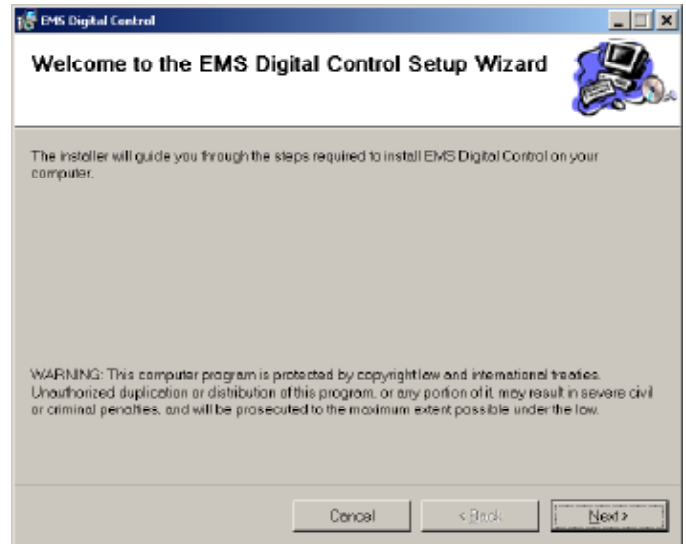 EMS Digital Control
Welcome to the EMS Digital Control Setup Wizard
The installer will guide you through the steps required to install EMS Digital Control on your
computer.
WARNING: This computer program is protected by copyright law and international treaties.
Unauthorized duplication or distribution of this program, or any portion of it, may result in severe civil
or criminal penalties, and will be prosecuted to the maximum extent possible under the law.
Cancel
< Back
Next >